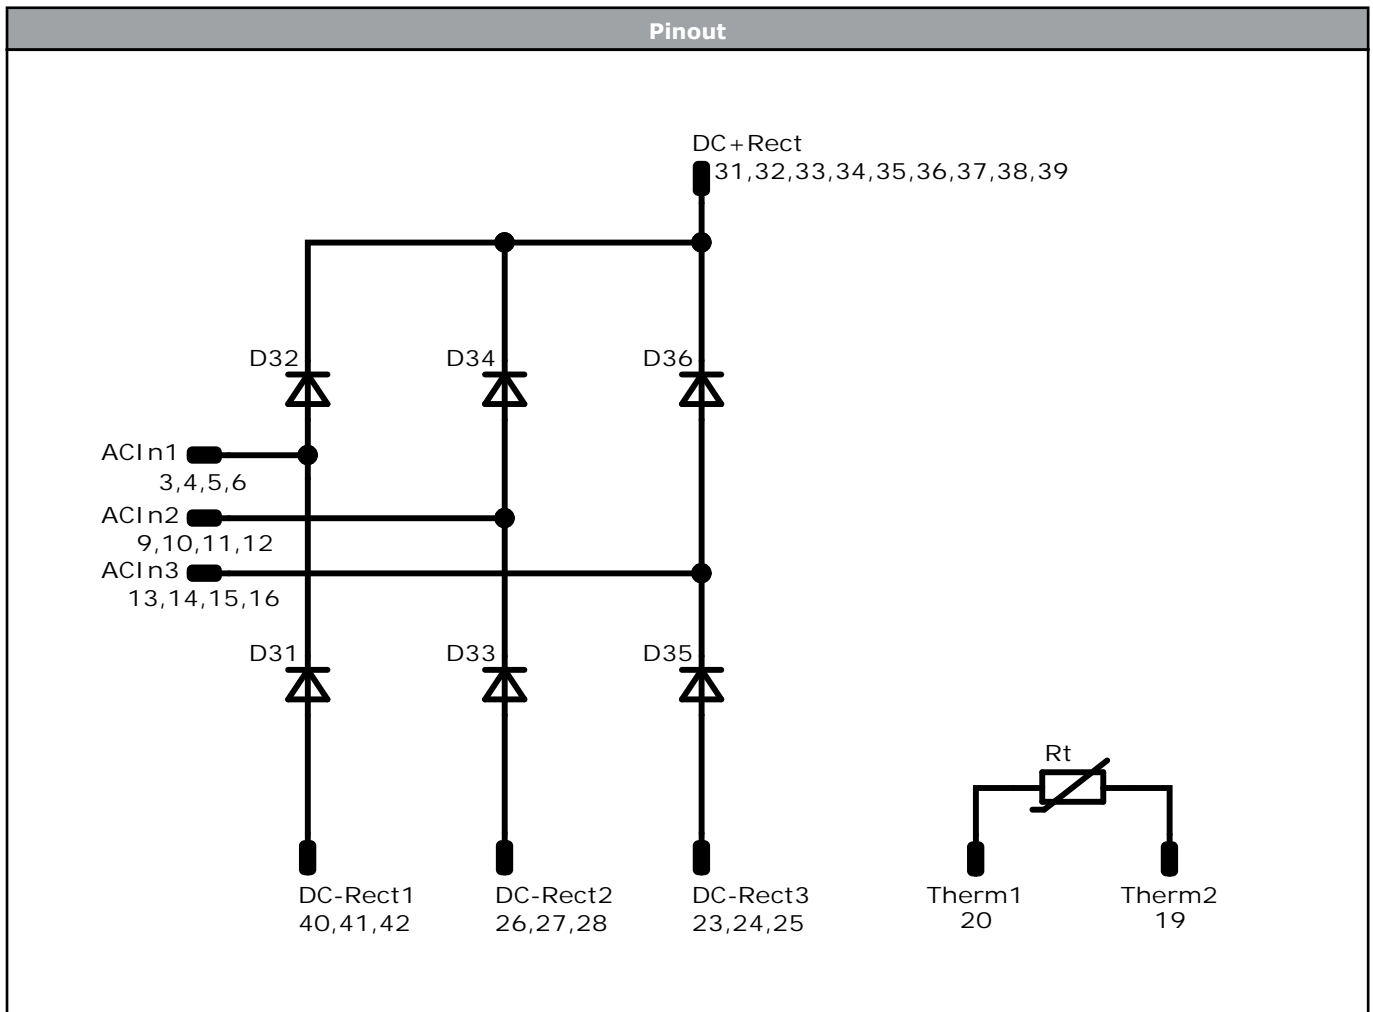 Pinout
DC+Rect
31,32,33,34,35,36,37,38,39
D32
D34
D36
ACIn1
3,4,5,6
ACIn2
9,10,11,12
ACIn3
13,14,15,16
D31
D33
D35
Rt
DC-Rect1
40,41,42
DC-Rect2
26,27,28
DC-Rect3
23,24,25
Therm1
20
Therm2
19